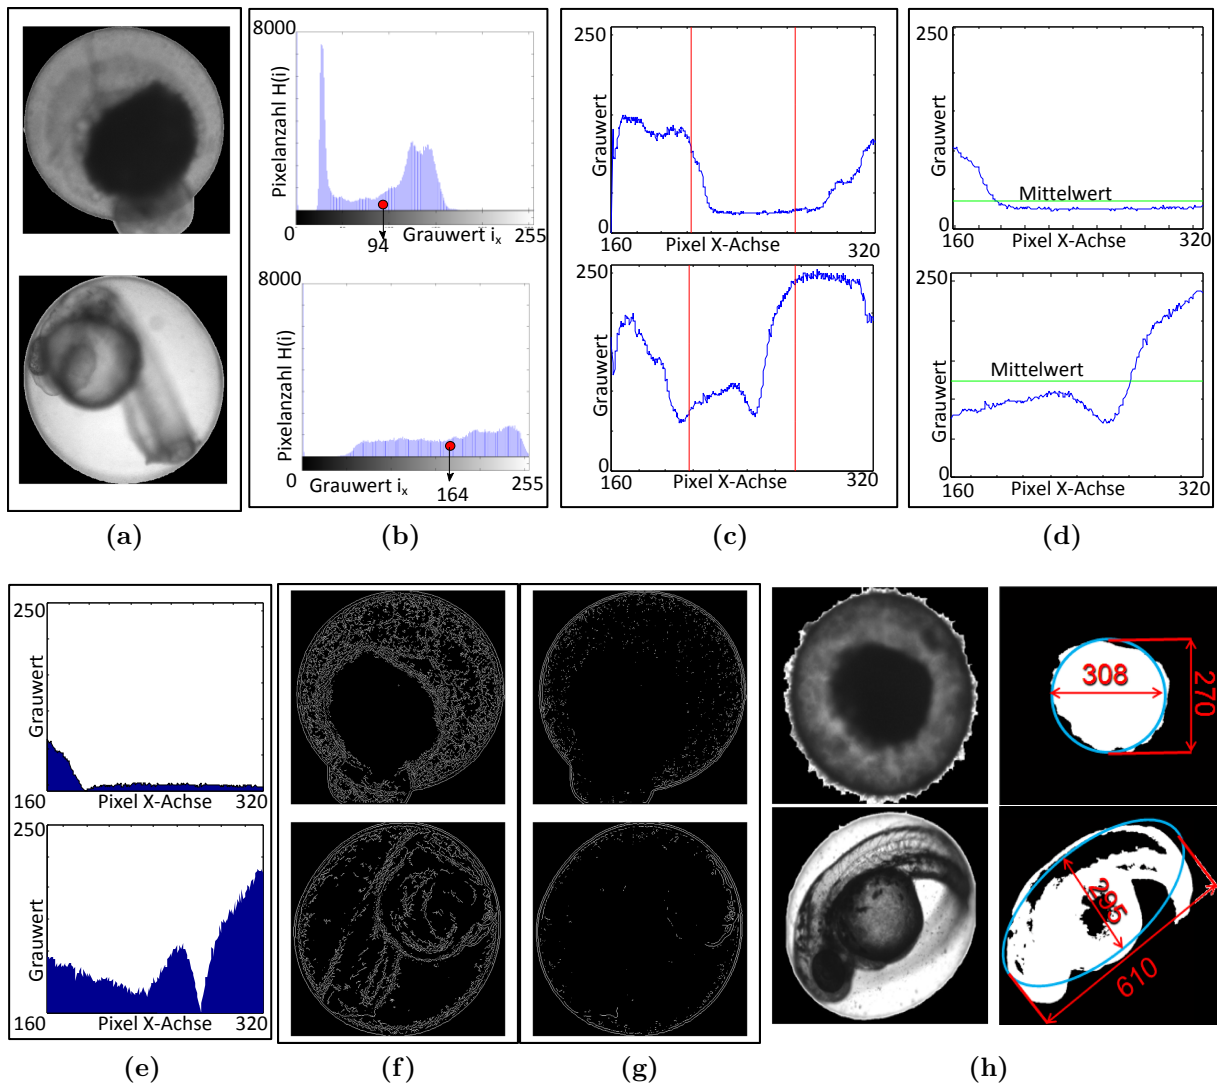 8000
Pixelanzahl H(i)
0
94
Grauwert iₓ
255
8000
Pixelanzahl H(i)
0
Grauwert iₓ
164
255
250
Grauwert
0
160
Pixel X-Achse
320
250
Grauwert
0
160
Pixel X-Achse
320
250
Grauwert
Mittelwert
0
160
Pixel X-Achse
320
250
Grauwert
Mittelwert
0
160
Pixel X-Achse
320
(a)
(b)
(c)
(d)
250
Grauwert
160
Pixel X-Achse
320
250
Grauwert
160
Pixel X-Achse
320
308
270
295
610
(e)
(f)
(g)
(h)